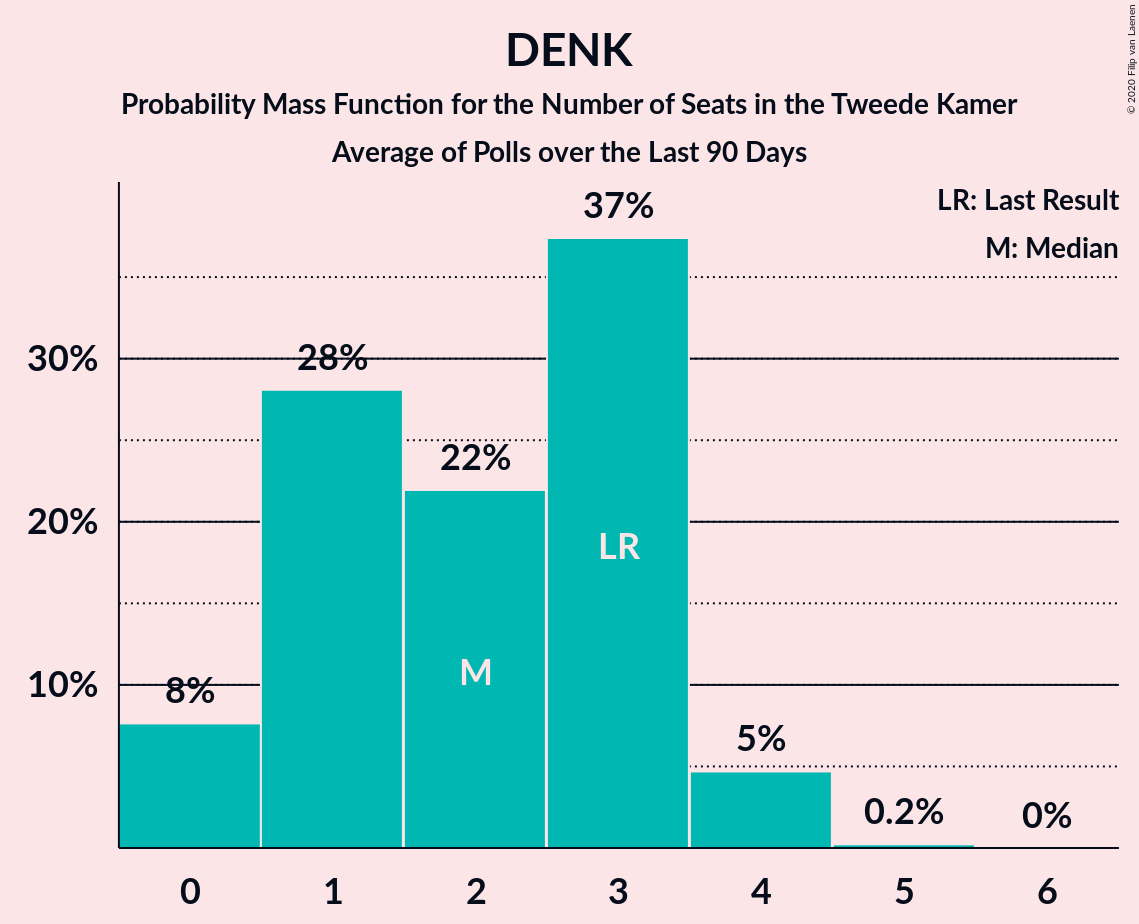 DENK
Probability Mass Function for the Number of Seats in the Tweede Kamer
Average of Polls over the Last 90 Days
© 2020 Filip van Laenen
LR: Last Result
M: Median
37%
30%
28%
22%
20%
LR
M
10%
8%
5%
0.2%
0%
0 1 2 3 4 5 6